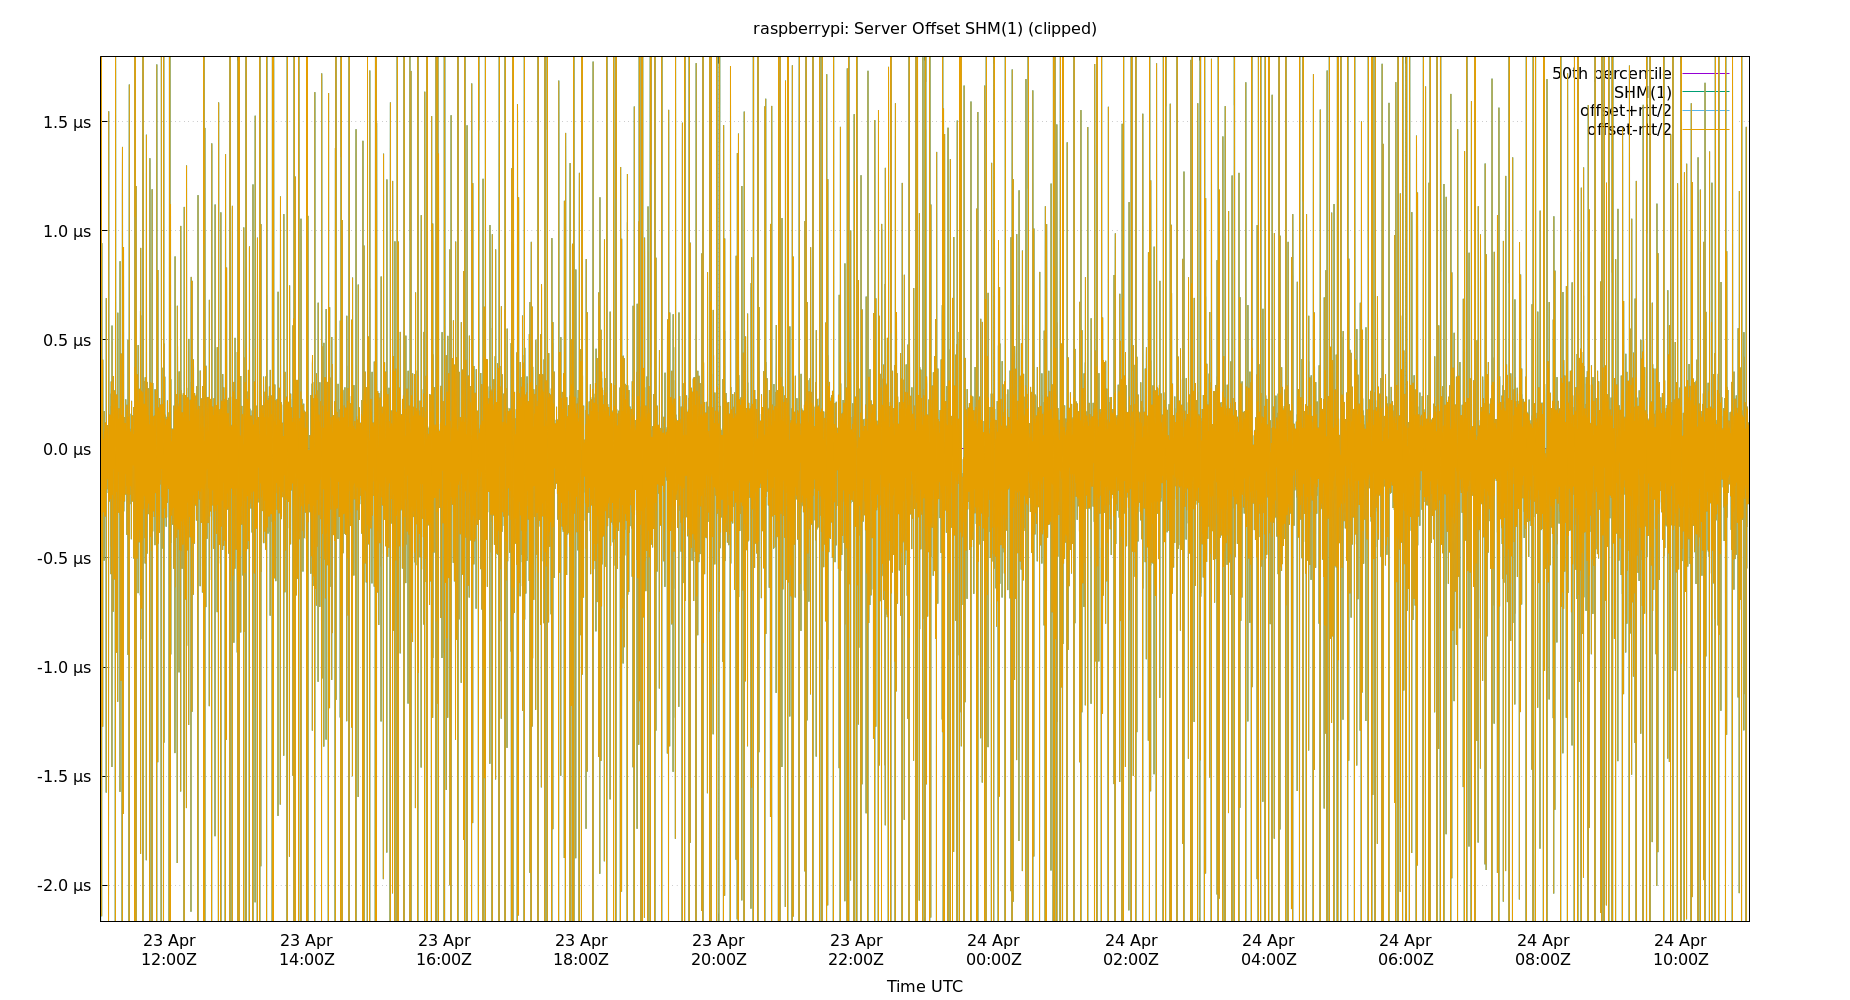 raspberrypi: Server Offset SHM(1) (clipped)
50th percentile
SHM(1)
offset+rtt/2
offset-rtt/2
1.5 μs
1.0 μs
0.5 μs
0.0 μs
-0.5 μs
-1.0 μs
-1.5 μs
-2.0 μs
23 Apr 23 Apr 23 Apr 23 Apr 23 Apr 23 Apr 24 Apr 24 Apr 24 Apr 24 Apr 24 Apr 24 Apr
12:00Z 14:00Z 16:00Z 18:00Z 20:00Z 22:00Z 00:00Z 02:00Z 04:00Z 06:00Z 08:00Z 10:00Z
Time UTC